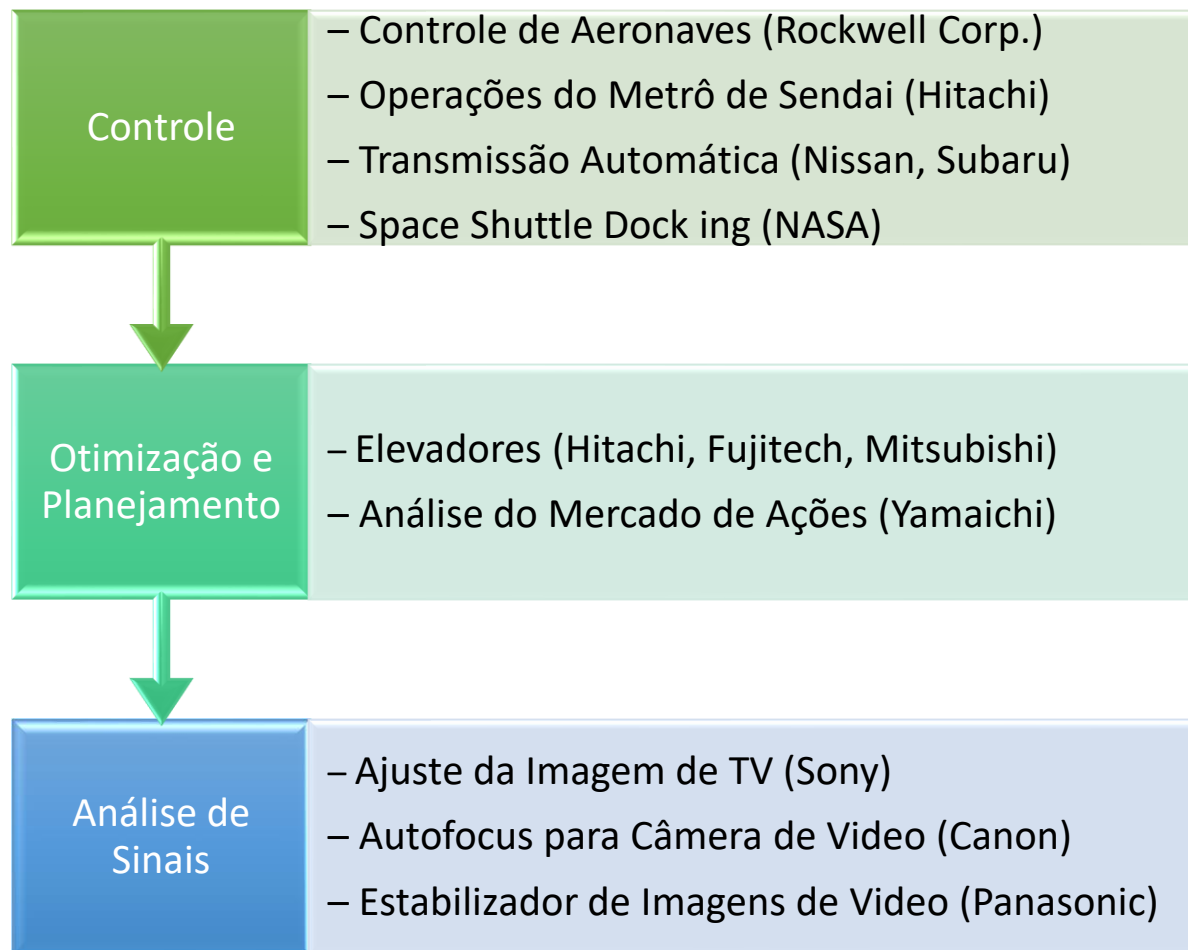 Controle
– Controle de Aeronaves (Rockwell Corp.)
– Operações do Metrô de Sendai (Hitachi)
– Transmissão Automática (Nissan, Subaru)
– Space Shuttle Dock ing (NASA)
Otimização e
Planejamento
– Elevadores (Hitachi, Fujitech, Mitsubishi)
– Análise do Mercado de Ações (Yamaichi)
Análise de
Sinais
– Ajuste da Imagem de TV (Sony)
– Autofocus para Câmera de Video (Canon)
– Estabilizador de Imagens de Video (Panasonic)